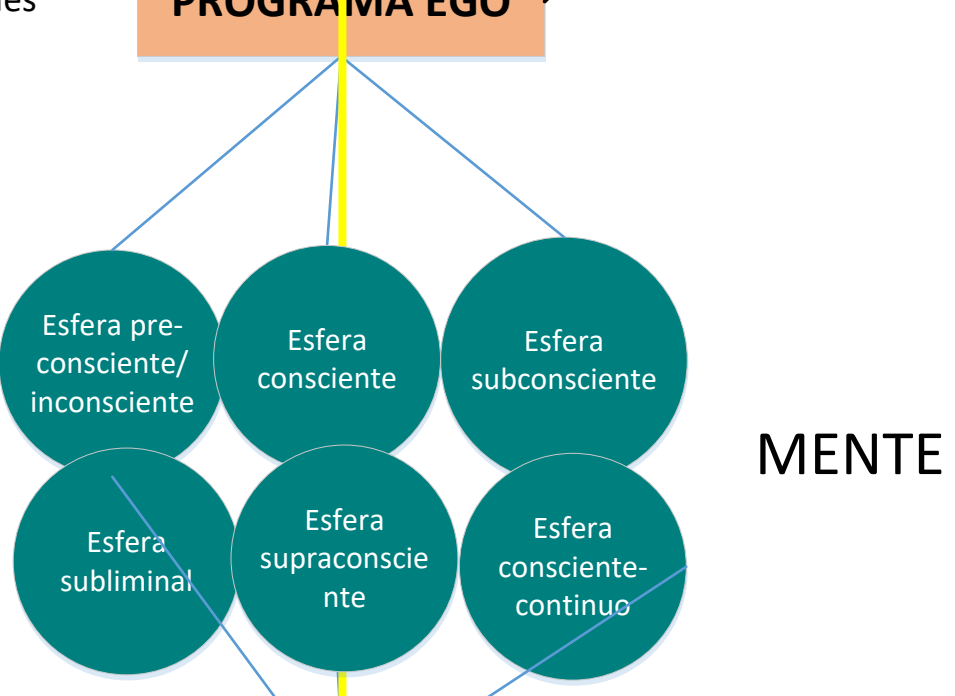 PROGRAMA EGO
Esfera pre-
consciente/
inconsciente
Esfera
consciente
Esfera
subconsciente
MENTE
Esfera
subliminal
Esfera
supraconscie
nte
Esfera
consciente-
continuo